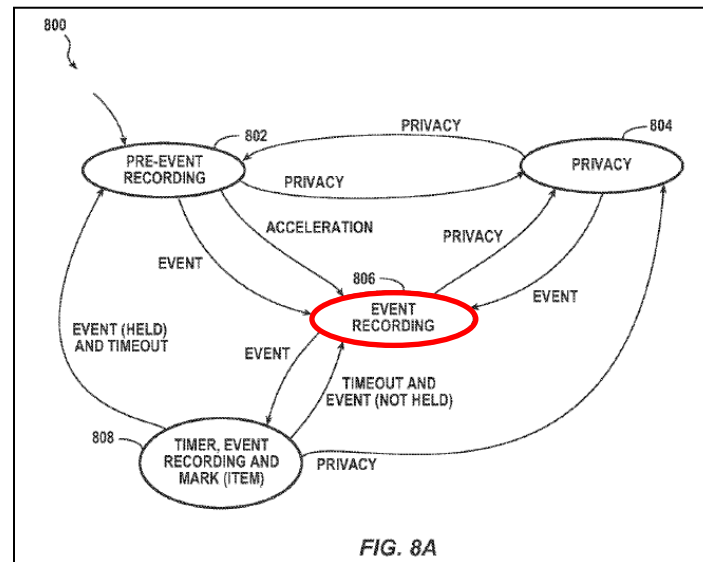 800
802
PRIVACY
804
PRE-EVENT
RECORDING
PRIVACY
PRIVACY
ACCELERATION
PRIVACY
EVENT
806
EVENT
RECORDING
EVENT
EVENT (HELD)
AND TIMEOUT
EVENT
TIMEOUT AND
EVENT (NOT HELD)
808
TIMER, EVENT
RECORDING AND
MARK (ITEM)
PRIVACY
FIG. 8A